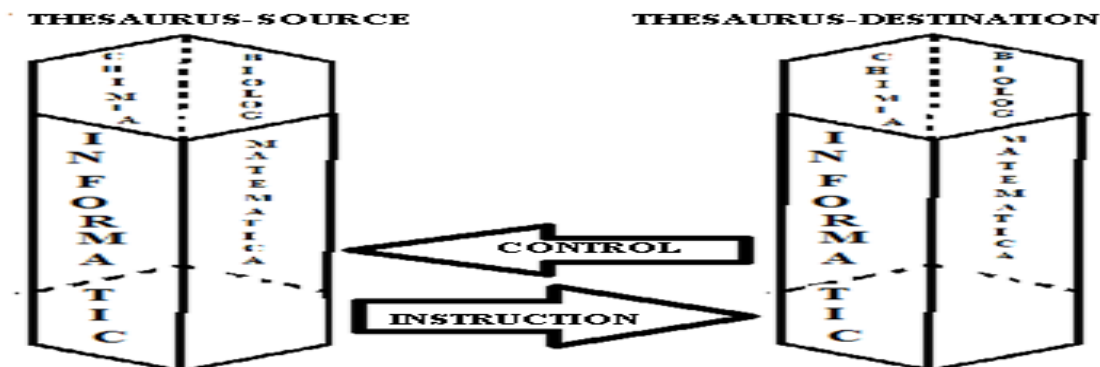 THESAURUS-SOURCE
THESAURUS-DESTINATION
CHIMIA
BIOLOG
INFORMATIC
MATEMATICA
CHIMIA
BIOLOG
INFORMATIC
MATEMATICA
CONTROL
INSTRUCTION